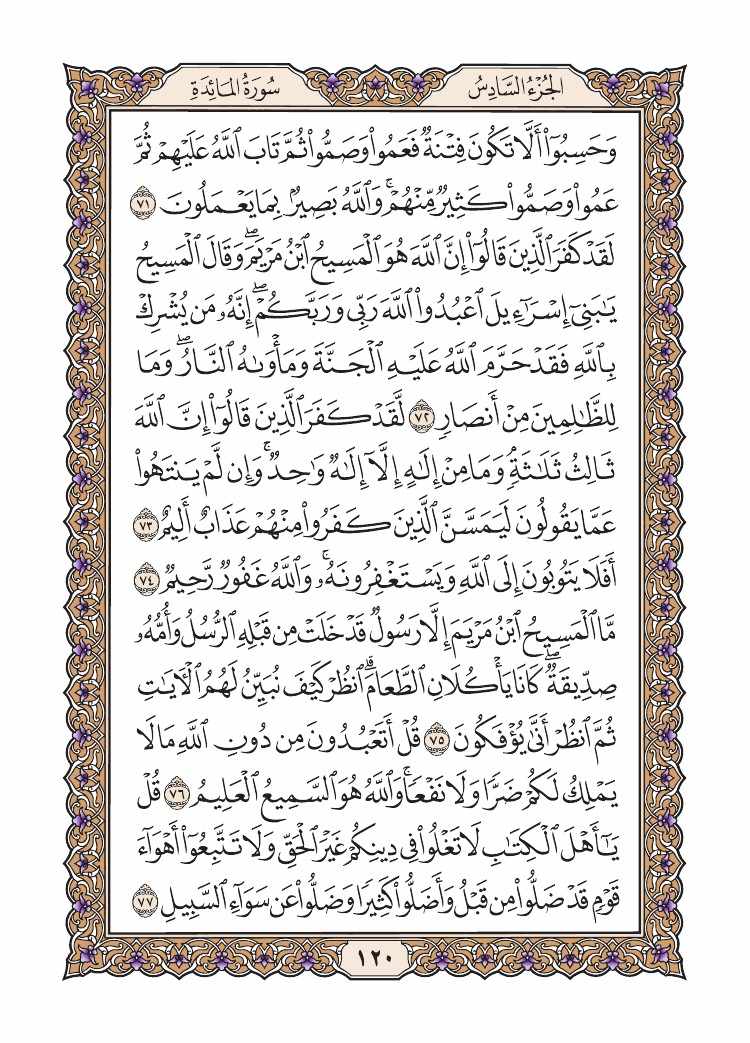 الجُزْءُ السَّادِسُ
سُورَةُ المَائِدَةِ
وَحَسِبُوٓا۟ أَلَّا تَكُونَ فِتْنَةٌ فَعَمُوا۟ وَصَمُّوا۟ ثُمَّ تَابَ ٱللَّهُ عَلَيْهِمْ ثُمَّ
عَمُوا۟ وَصَمُّوا۟ كَثِيرٌ مِّنْهُمْ ۚ وَٱللَّهُ بَصِيرٌۢ بِمَا يَعْمَلُونَ ٧١
لَقَدْ كَفَرَ ٱلَّذِينَ قَالُوٓا۟ إِنَّ ٱللَّهَ هُوَ ٱلْمَسِيحُ ٱبْنُ مَرْيَمَ ۖ وَقَالَ ٱلْمَسِيحُ
يَٰبَنِىٓ إِسْرَٰٓءِيلَ ٱعْبُدُوا۟ ٱللَّهَ رَبِّى وَرَبَّكُمْ ۖ إِنَّهُۥ مَن يُشْرِكْ
بِٱللَّهِ فَقَدْ حَرَّمَ ٱللَّهُ عَلَيْهِ ٱلْجَنَّةَ وَمَأْوَىٰهُ ٱلنَّارُ ۖ وَمَا
لِلظَّٰلِمِينَ مِنْ أَنصَارٍ ٧٢ لَّقَدْ كَفَرَ ٱلَّذِينَ قَالُوٓا۟ إِنَّ ٱللَّهَ
ثَالِثُ ثَلَٰثَةٍ ۘ وَمَا مِنْ إِلَٰهٍ إِلَّآ إِلَٰهٌ وَٰحِدٌ ۚ وَإِن لَّمْ يَنتَهُوا۟
عَمَّا يَقُولُونَ لَيَمَسَّنَّ ٱلَّذِينَ كَفَرُوا۟ مِنْهُمْ عَذَابٌ أَلِيمٌ ٧٣
أَفَلَا يَتُوبُونَ إِلَى ٱللَّهِ وَيَسْتَغْفِرُونَهُۥ ۚ وَٱللَّهُ غَفُورٌ رَّحِيمٌ ٧٤
مَّا ٱلْمَسِيحُ ٱبْنُ مَرْيَمَ إِلَّا رَسُولٌ قَدْ خَلَتْ مِن قَبْلِهِ ٱلرُّسُلُ وَأُمُّهُۥ
صِدِّيقَةٌ ۖ كَانَا يَأْكُلَانِ ٱلطَّعَامَ ۗ ٱنظُرْ كَيْفَ نُبَيِّنُ لَهُمُ ٱلْءَايَٰتِ
ثُمَّ ٱنظُرْ أَنَّىٰ يُؤْفَكُونَ ٧٥ قُلْ أَتَعْبُدُونَ مِن دُونِ ٱللَّهِ مَا لَا
يَمْلِكُ لَكُمْ ضَرًّا وَلَا نَفْعًا ۚ وَٱللَّهُ هُوَ ٱلسَّمِيعُ ٱلْعَلِيمُ ٧٦ قُلْ
يَٰٓأَهْلَ ٱلْكِتَٰبِ لَا تَغْلُوا۟ فِى دِينِكُمْ غَيْرَ ٱلْحَقِّ وَلَا تَتَّبِعُوٓا۟ أَهْوَآءَ
قَوْمٍ قَدْ ضَلُّوا۟ مِن قَبْلُ وَأَضَلُّوا۟ كَثِيرًا وَضَلُّوا۟ عَن سَوَآءِ ٱلسَّبِيلِ ٧٧
١٢٠